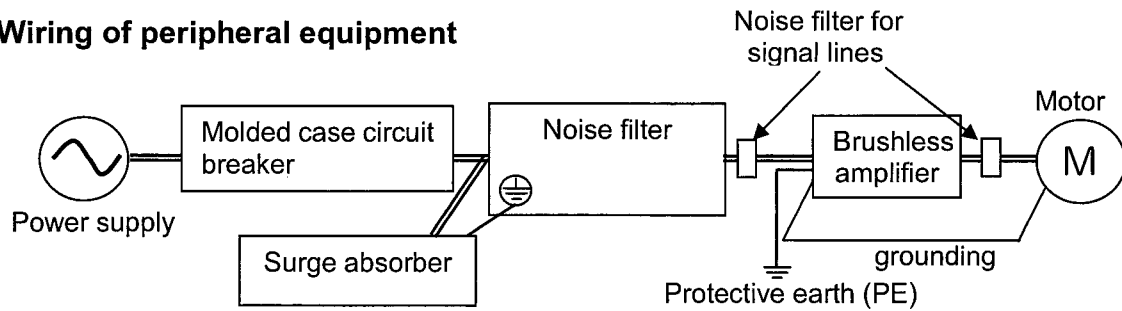 Wiring of peripheral equipment
Noise filter for
signal lines
Motor
Molded case circuit
breaker
Noise filter
Brushless
amplifier
M
Power supply
Surge absorber
grounding
Protective earth (PE)